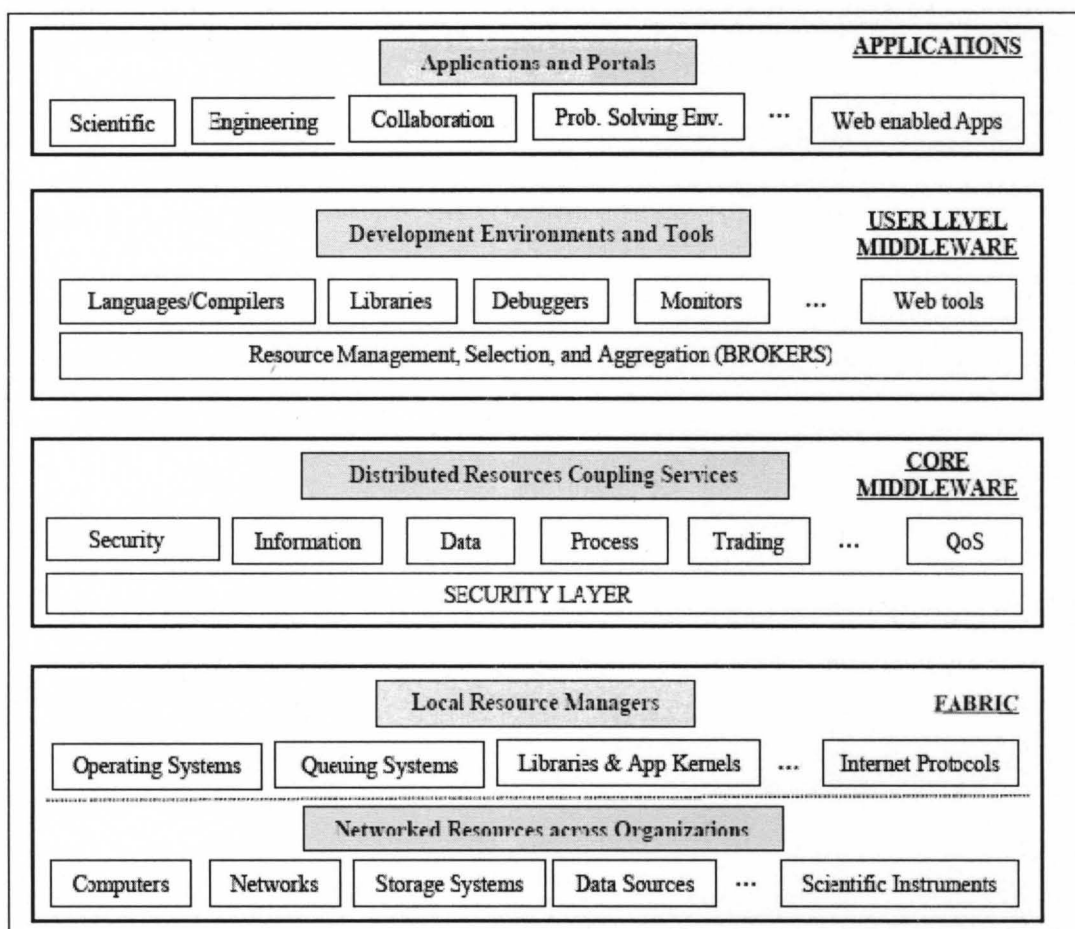 APPLICATIONS
Applications and Portals
Scientific
Engineering
Collaboration
Prob. Solving Env.
...
Web enabled Apps
USER LEVEL
MIDDLEWARE
Development Environments and Tools
Languages/Compilers
Libraries
Debuggers
Monitors
...
Web tools
Resource Management, Selection, and Aggregation (BROKERS)
CORE
MIDDLEWARE
Distributed Resources Coupling Services
Security
Information
Data
Process
Trading
...
QoS
SECURITY LAYER
FABRIC
Local Resource Managers
Operating Systems
Queuing Systems
Libraries & App Kernels
...
Internet Protocols
Networked Resources across Organizations
Computers
Networks
Storage Systems
Data Sources
...
Scientific Instruments